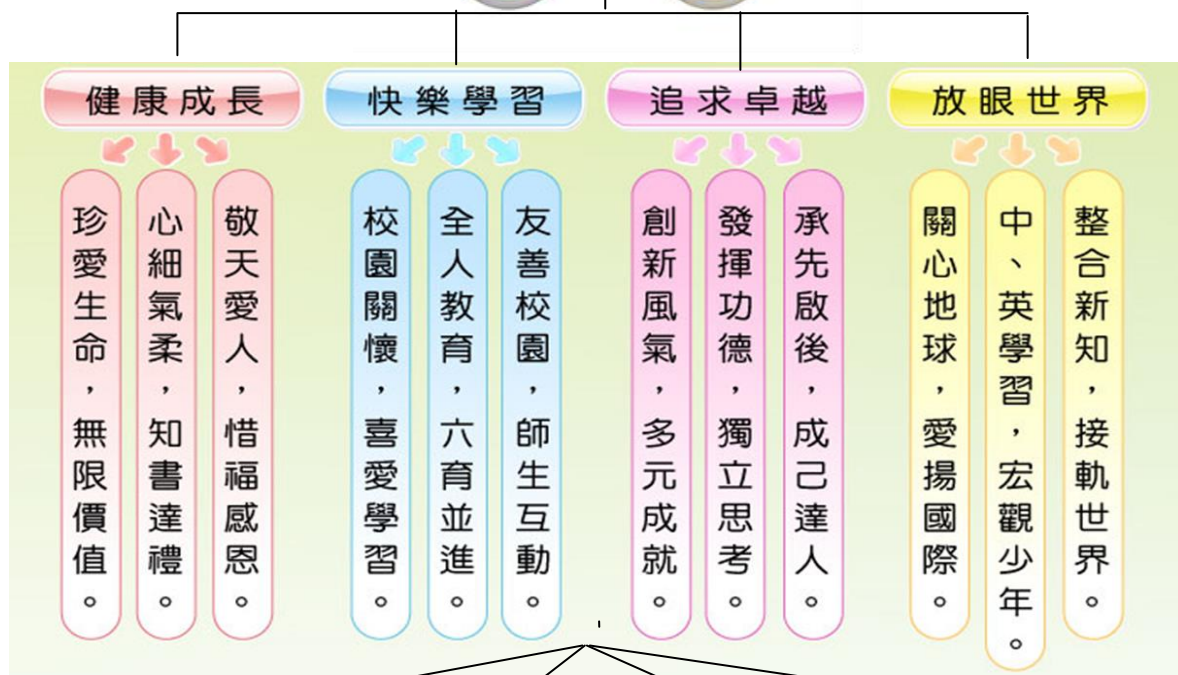 健康成長
珍愛生命，無限價值。
心細氣柔，知書達禮。
敬天愛人，惜福感恩。
快樂學習
校園關懷，喜愛學習。
全人教育，六育並進。
友善校園，師生互動。
追求卓越
創新風氣，多元成就。
發揮功德，獨立思考。
承先啟後，成己達人。
放眼世界
關心地球，愛揚國際。
中、英學習，宏觀少年。
整合新知，接軌世界。